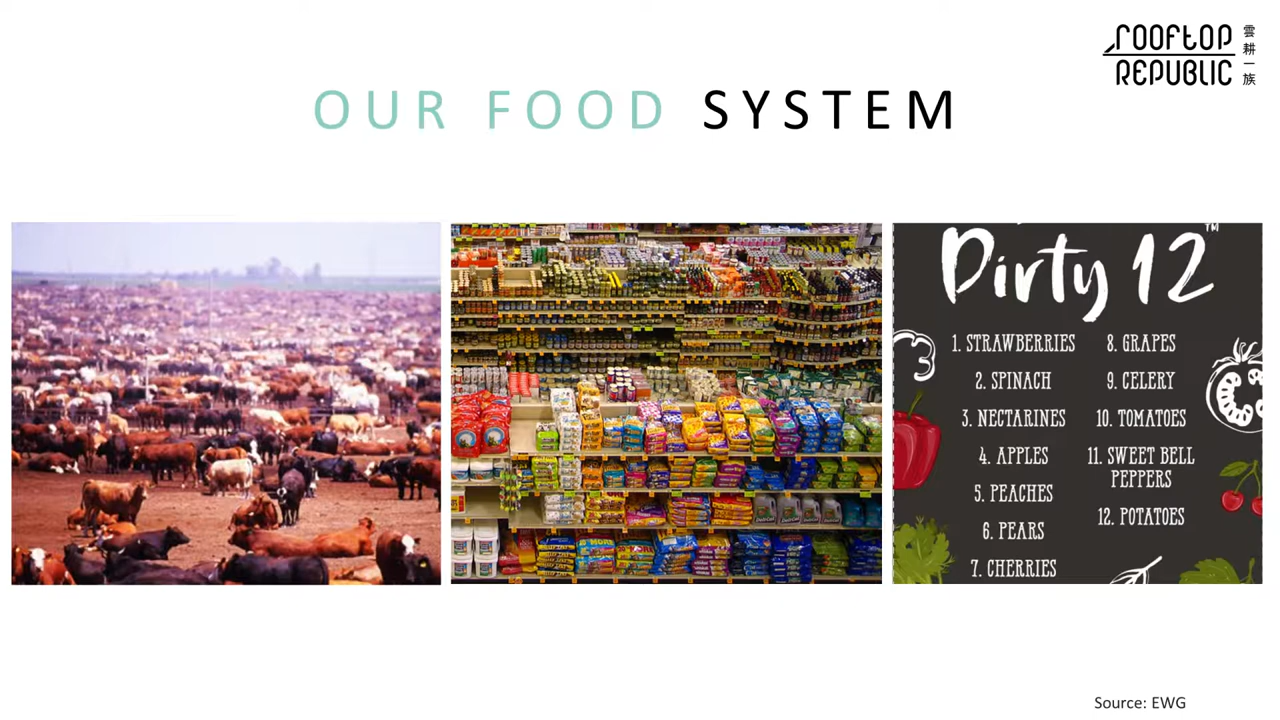 rooftop
REPUBLIC
雲耕一族
OUR FOOD SYSTEM
Dirty 12™
1. STRAWBERRIES
2. SPINACH
3. NECTARINES
4. APPLES
5. PEACHES
6. PEARS
7. CHERRIES
8. GRAPES
9. CELERY
10. TOMATOES
11. SWEET BELL
PEPPERS
12. POTATOES
Source: EWG